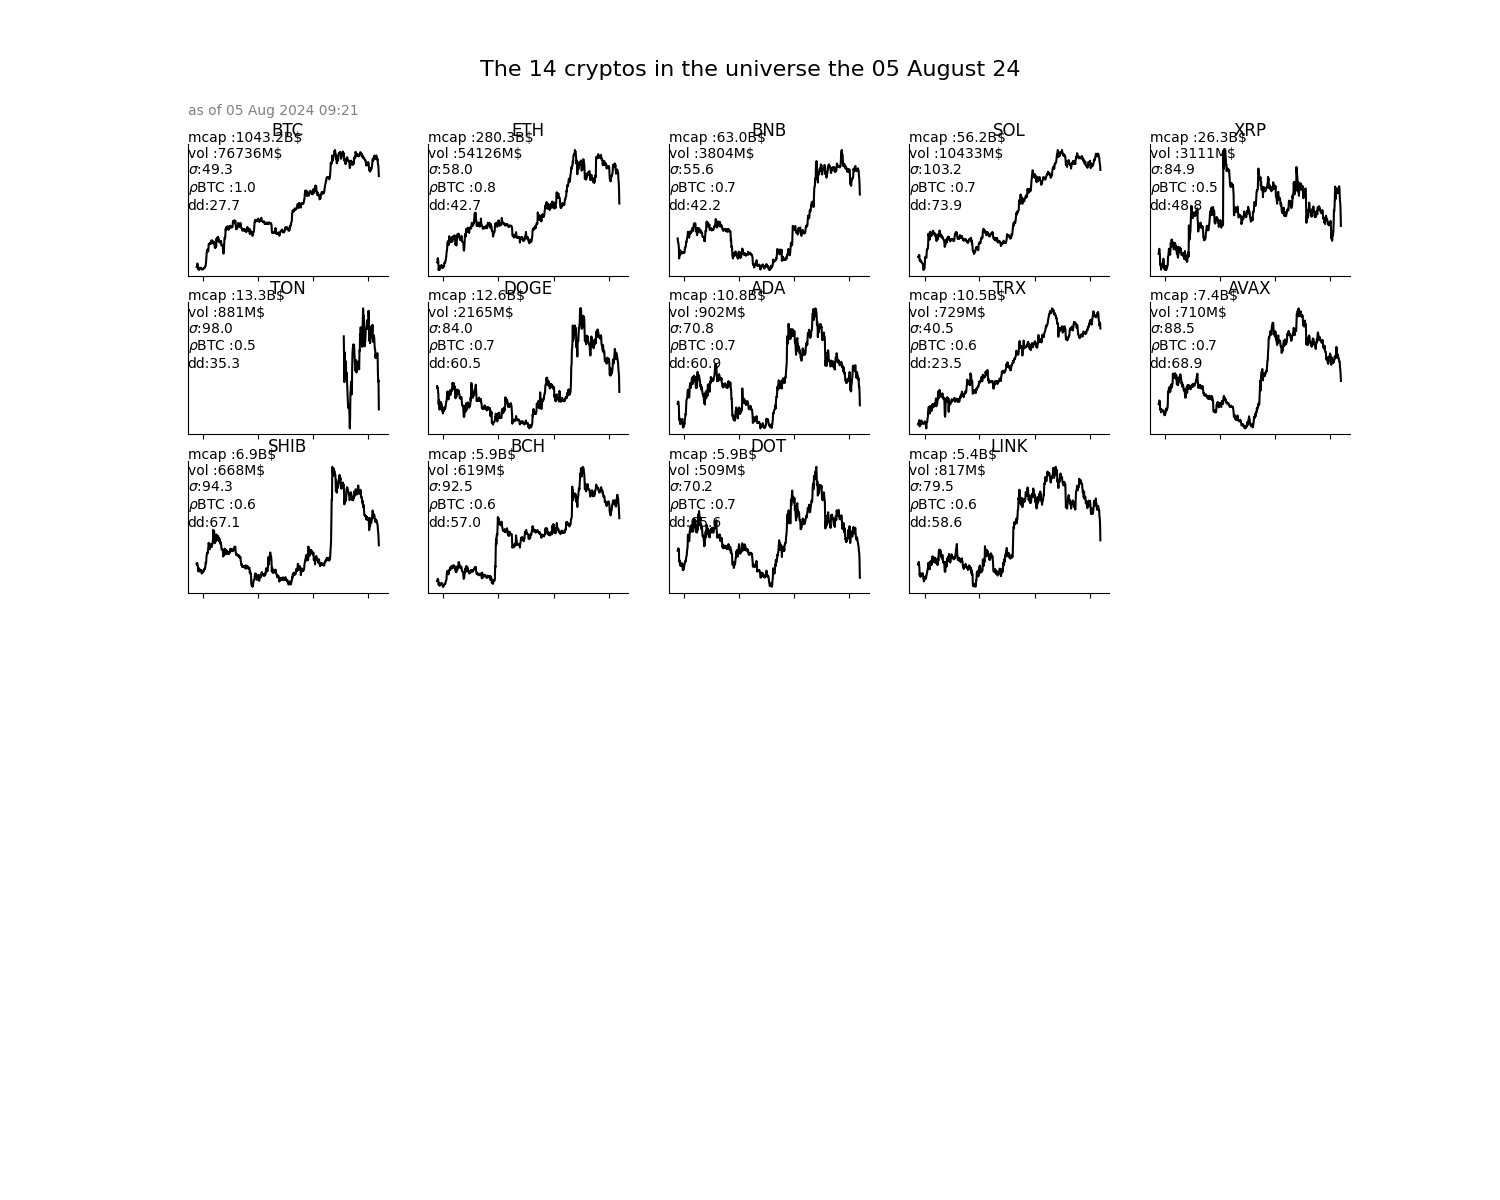 The 14 cryptos in the universe the 05 August 24
as of 05 Aug 2024 09:21
BTC
mcap :1043.2B$
vol :76736M$
σ:49.3
ρBTC :1.0
dd:27.7
ETH
mcap :280.3B$
vol :54126M$
σ:58.0
ρBTC :0.8
dd:42.7
BNB
mcap :63.0B$
vol :3804M$
σ:55.6
ρBTC :0.7
dd:42.2
SOL
mcap :56.2B$
vol :10433M$
σ:103.2
ρBTC :0.7
dd:73.9
XRP
mcap :26.3B$
vol :3111M$
σ:84.9
ρBTC :0.5
dd:48.8
TON
mcap :13.3B$
vol :881M$
σ:98.0
ρBTC :0.5
dd:35.3
DOGE
mcap :12.6B$
vol :2165M$
σ:84.0
ρBTC :0.7
dd:60.5
ADA
mcap :10.8B$
vol :902M$
σ:70.8
ρBTC :0.7
dd:60.9
TRX
mcap :10.5B$
vol :729M$
σ:40.5
ρBTC :0.6
dd:23.5
AVAX
mcap :7.4B$
vol :710M$
σ:88.5
ρBTC :0.7
dd:68.9
SHIB
mcap :6.9B$
vol :668M$
σ:94.3
ρBTC :0.6
dd:67.1
BCH
mcap :5.9B$
vol :619M$
σ:92.5
ρBTC :0.6
dd:57.0
DOT
mcap :5.9B$
vol :509M$
σ:70.2
ρBTC :0.7
LINK
mcap :5.4B$
vol :817M$
σ:79.5
ρBTC :0.6
dd:58.6